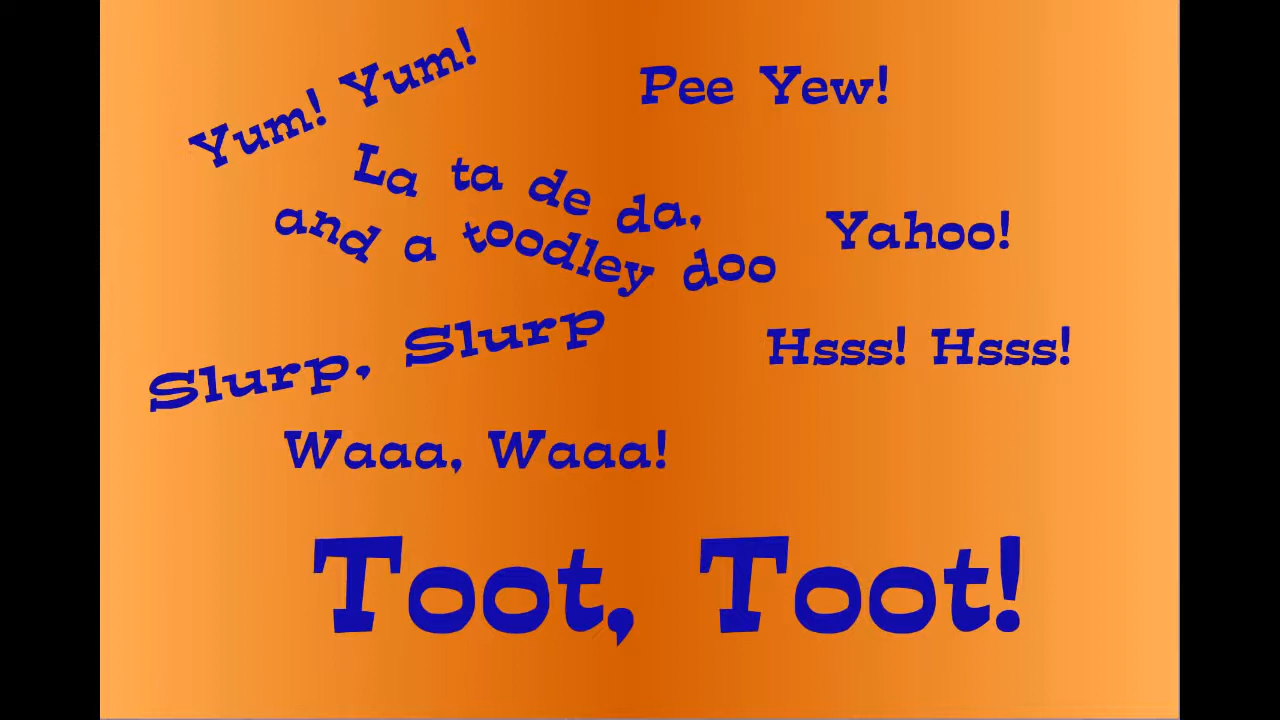 Yum! Yum!
Pee Yew!
La ta de da,
and a toodley doo
Yahoo!
Slurp, Slurp
Hsss! Hsss!
Waaa, Waaa!
Toot, Toot!